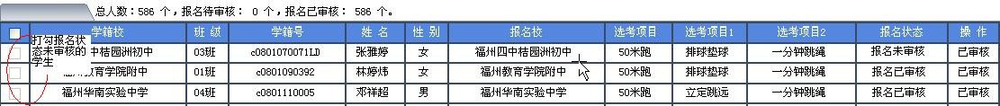 总人数：586 个，报名待审核： 0 个，报名已审核： 586 个。
学籍校 班 级 学籍号 姓 名 性 别 报名校 选考项目 选考项目1 选考项目2 报名状态 操 作
打勾报名状态未审核的学生
中桔园洲初中 03班 c0801070071LD 张雅婷 女 福州四中桔园洲初中 50米跑 排球垫球 一分钟跳绳 报名未审核 已审核
教育学院附中 01班 c0801090392 林婷炜 女 福州教育学院附中 50米跑 排球垫球 一分钟跳绳 报名已审核 已审核
福州华南实验中学 04班 c0801110005 邓祥超 男 福州华南实验中学 50米跑 立定跳远 一分钟跳绳 报名已审核 已审核